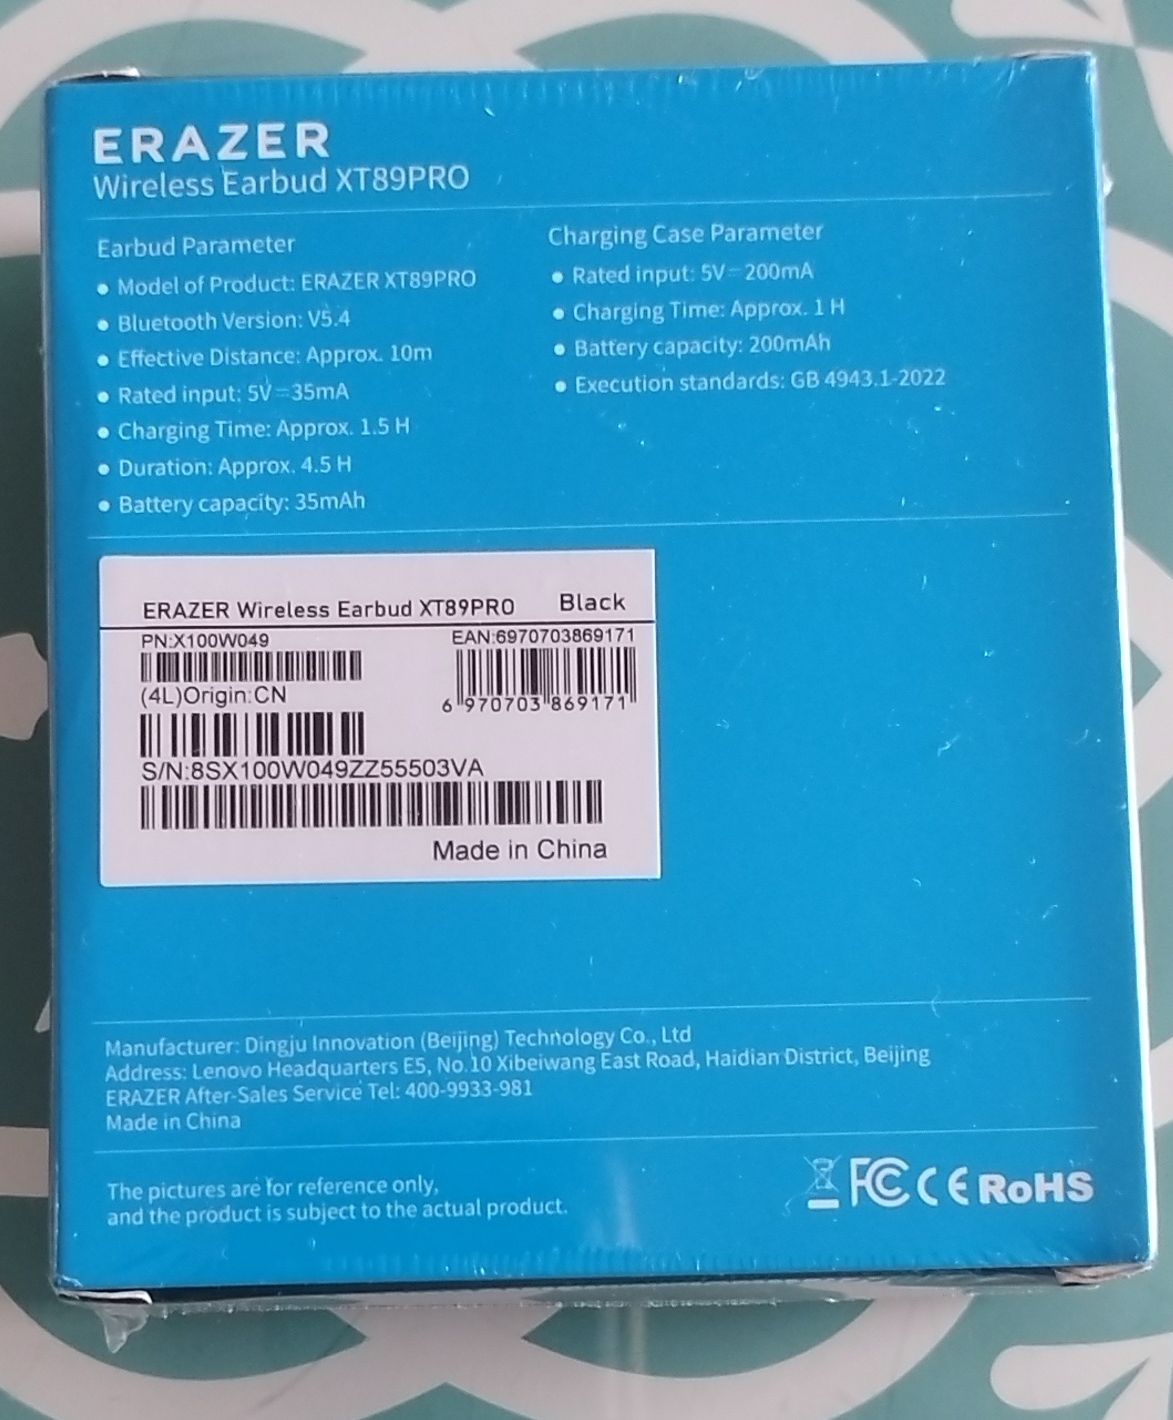 ERAZER
Wireless Earbud XT89PRO
Earbud Parameter
• Model of Product: ERAZER XT89PRO
• Bluetooth Version: V5.4
• Effective Distance: Approx. 10m
• Rated input: 5V⎓35mA
• Charging Time: Approx. 1.5 H
• Duration: Approx. 4.5 H
• Battery capacity: 35mAh
Charging Case Parameter
• Rated input: 5V⎓200mA
• Charging Time: Approx. 1 H
• Battery capacity: 200mAh
• Execution standards: GB 4943.1-2022
ERAZER Wireless Earbud XT89PRO Black
PN:X100W049
EAN:6970703869171
(4L)Origin:CN
6 970703 869171
S/N:8SX100W049ZZ55503VA
Made in China
Manufacturer: Dingju Innovation (Beijing) Technology Co., Ltd
Address: Lenovo Headquarters E5, No.10 Xibeiwang East Road, Haidian District, Beijing
ERAZER After-Sales Service Tel: 400-9933-981
Made in China
The pictures are for reference only,
and the product is subject to the actual product.
FC CE RoHS